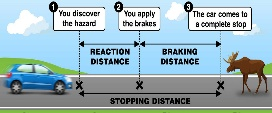 1
You discover
the hazard
2
You apply
the brakes
3
The car comes to
a complete stop
REACTION
DISTANCE
BRAKING
DISTANCE
STOPPING DISTANCE